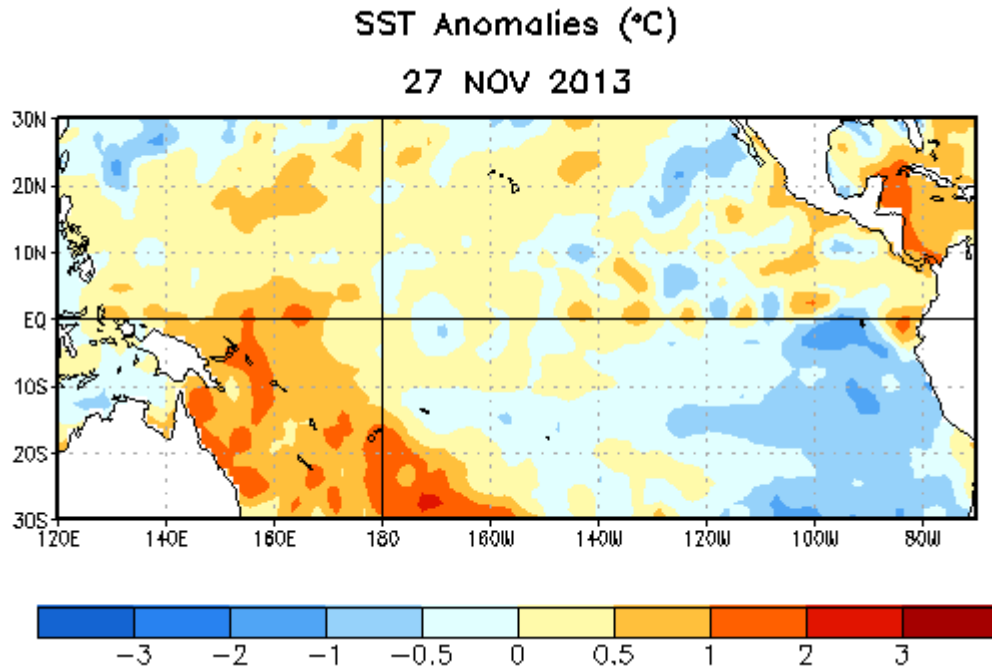 SST Anomalies (°C)
27 NOV 2013
30N
20N
10N
EQ
10S
20S
30S
120E 140E 160E 180 160W 140W 120W 100W 80W
-3 -2 -1 -0.5 0 0.5 1 2 3